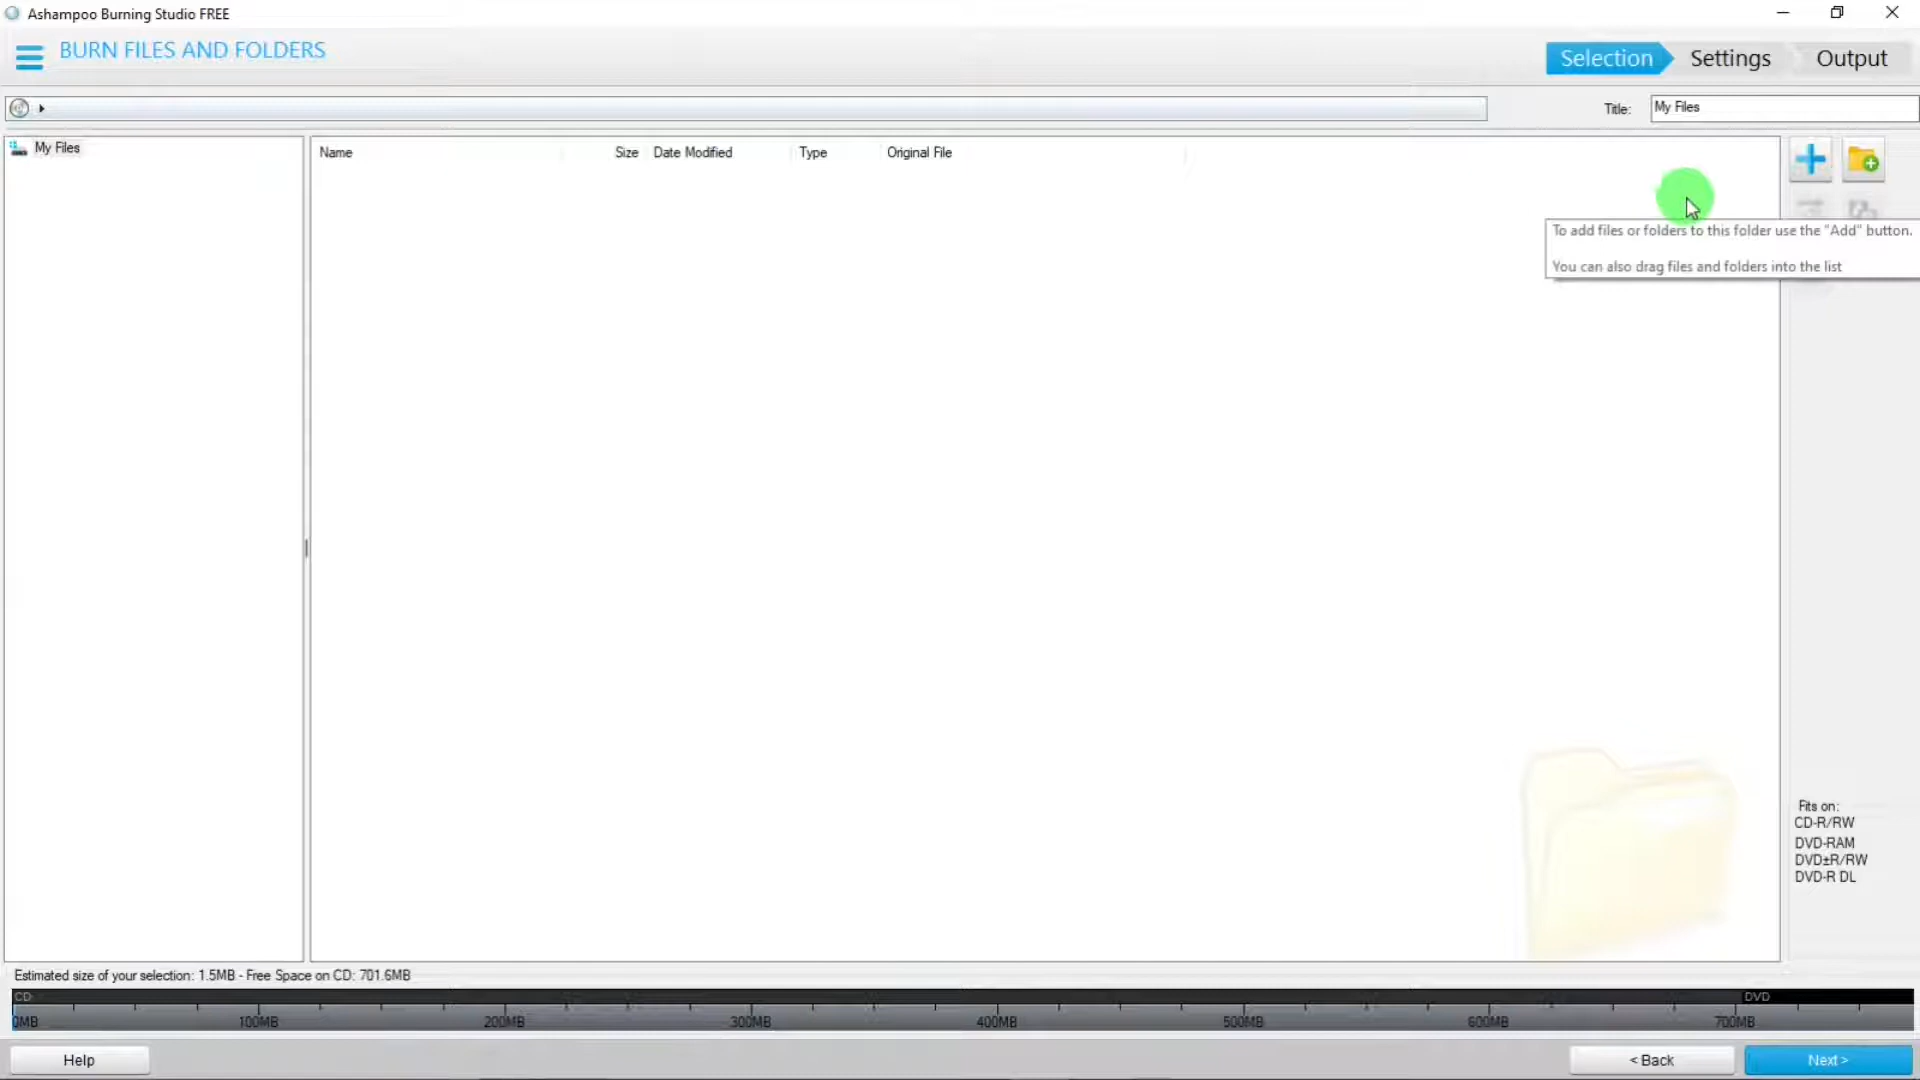 Ashampoo Burning Studio FREE
BURN FILES AND FOLDERS
Selection Settings Output
Title: My Files
My Files
Name Size Date Modified Type Original File
To add files or folders to this folder use the "Add" button.
You can also drag files and folders into the list
Fits on:
CD-R/RW
DVD-RAM
DVD±R/RW
DVD-R DL
Estimated size of your selection: 1.5MB - Free Space on CD: 701.6MB
CD DVD
0MB 100MB 200MB 300MB 400MB 500MB 600MB 700MB
Help < Back Next >